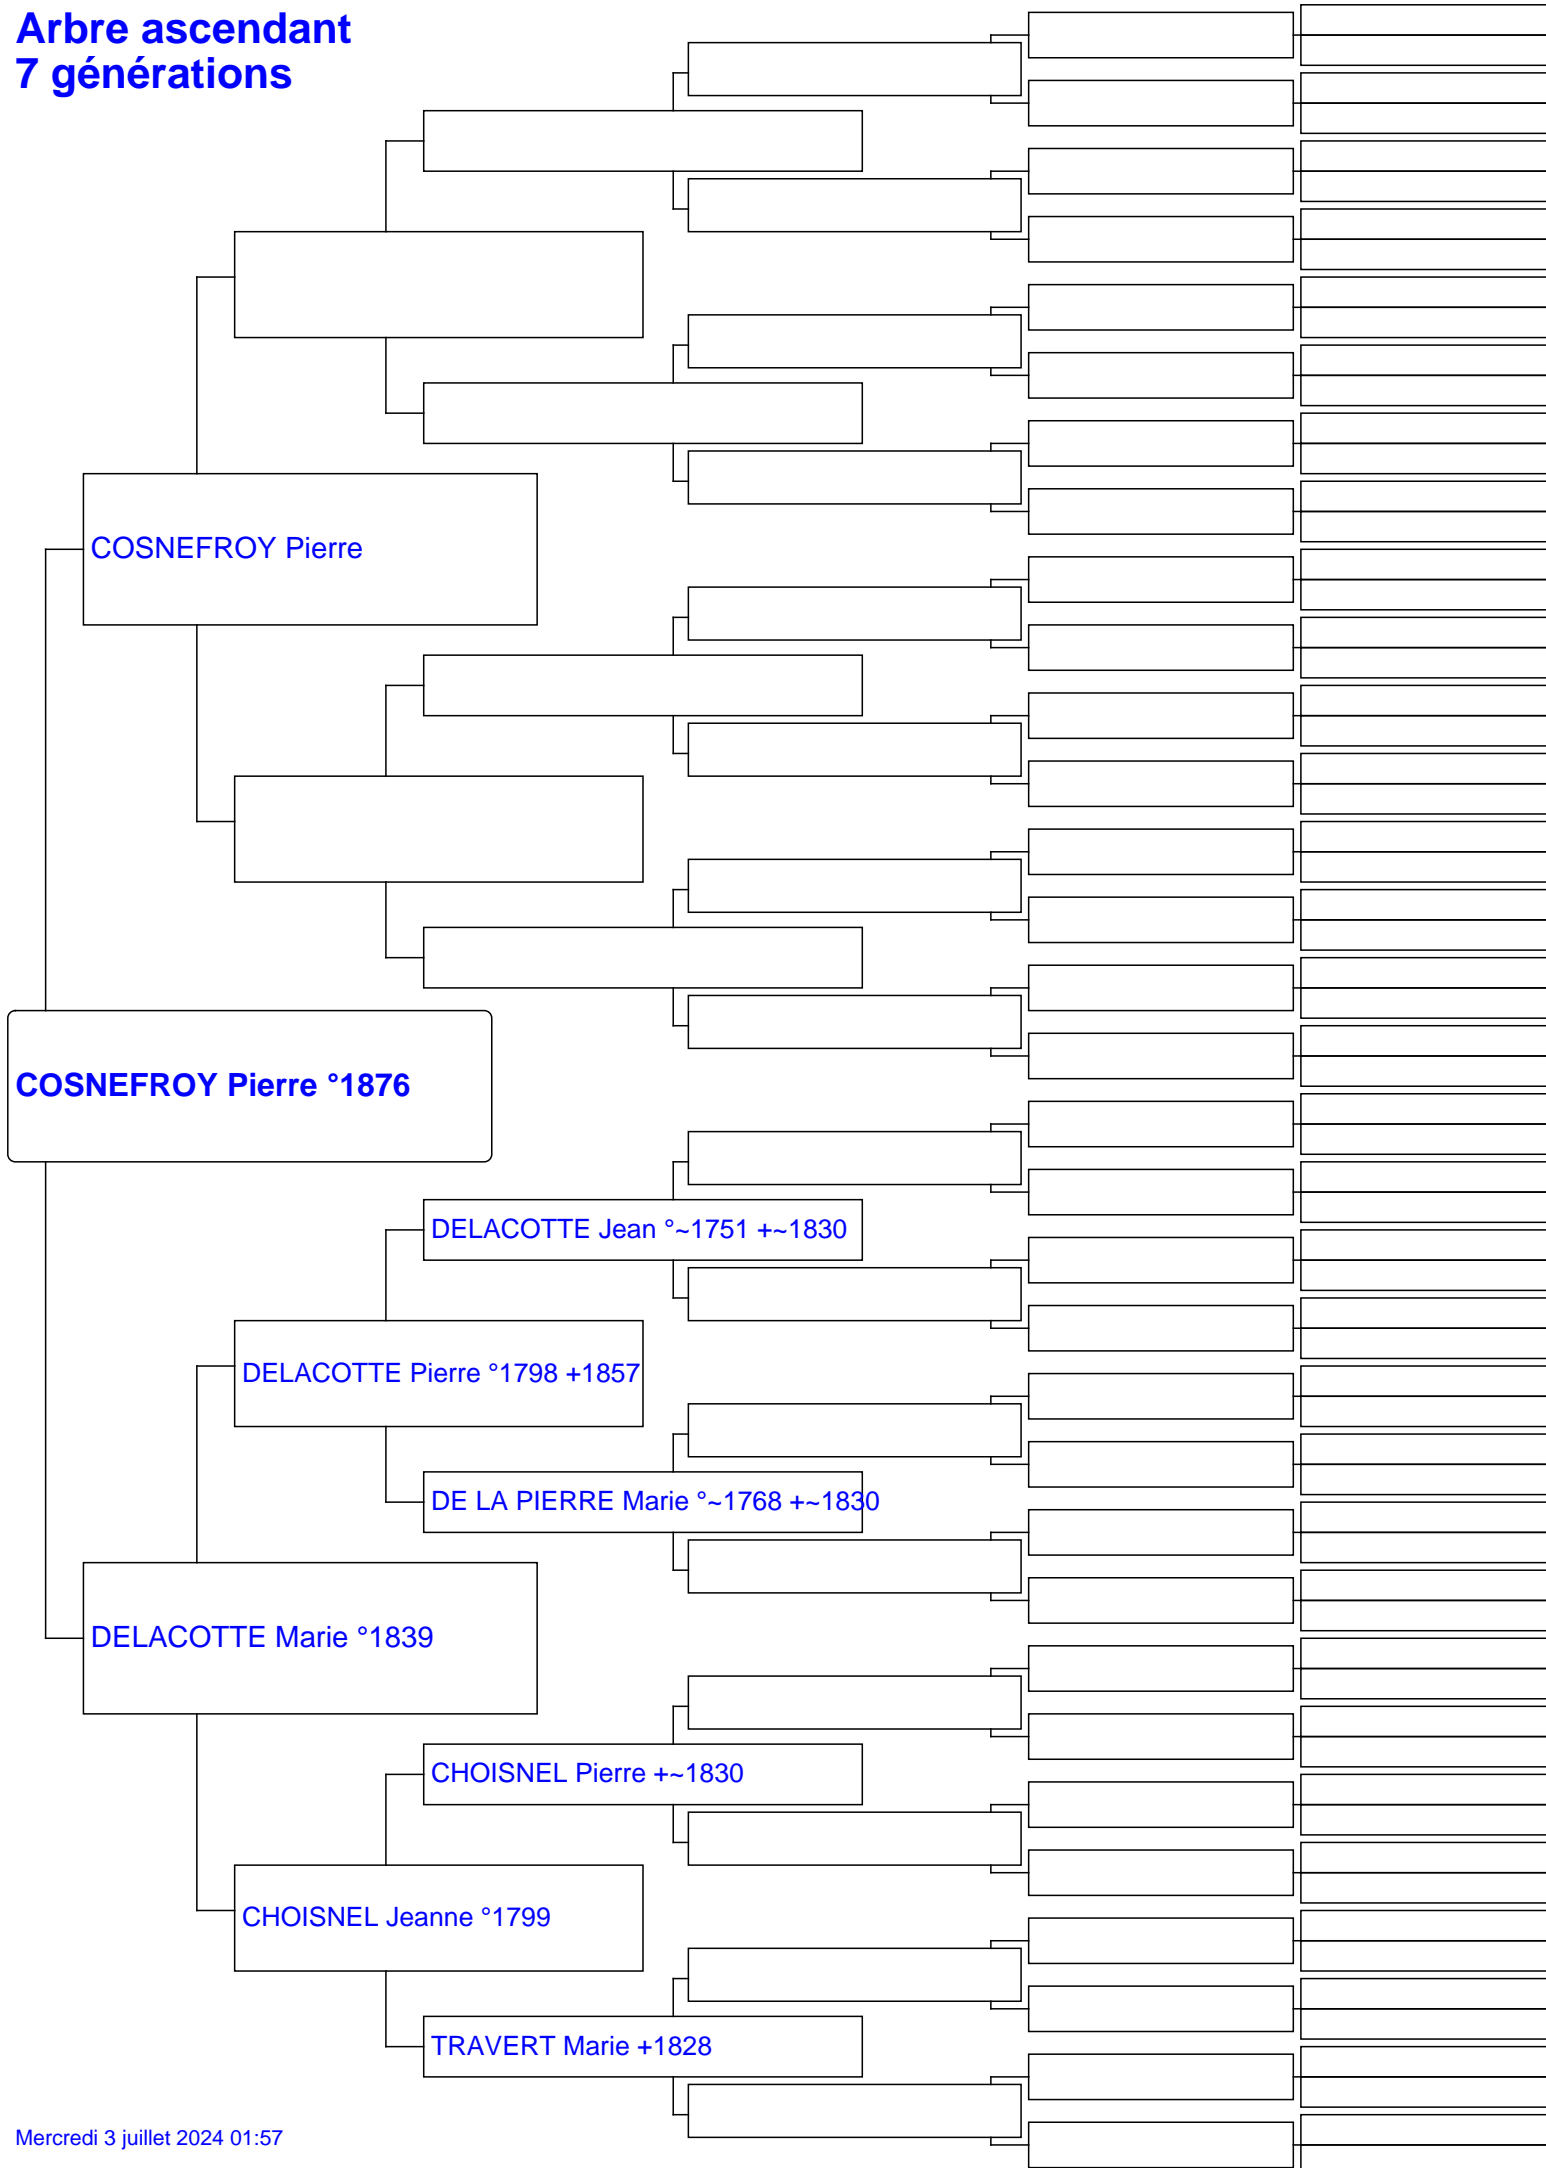 Arbre ascendant
7 générations
COSNEFROY Pierre
COSNEFROY Pierre °1876
DELACOTTE Jean °~1751 +~1830
DELACOTTE Pierre °1798 +1857
DE LA PIERRE Marie °~1768 +~1830
DELACOTTE Marie °1839
CHOISNEL Pierre +~1830
CHOISNEL Jeanne °1799
TRAVERT Marie +1828
Mercredi 3 juillet 2024 01:57